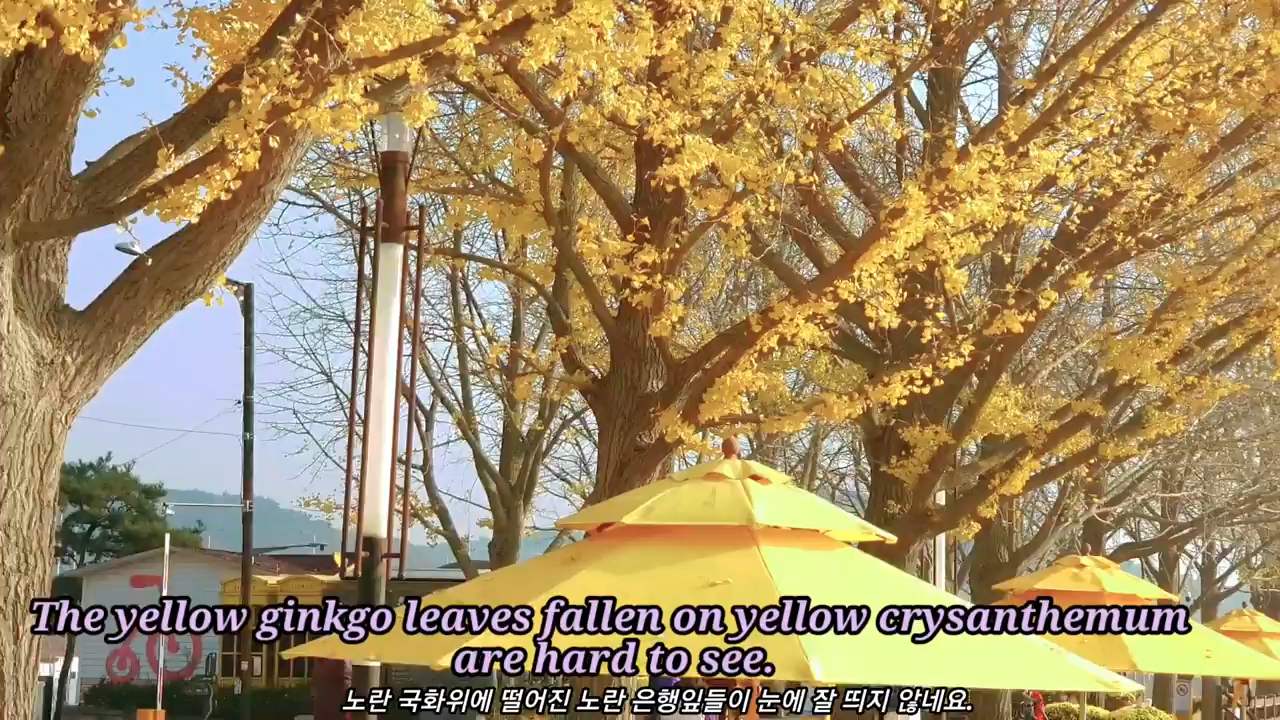 The yellow ginkgo leaves fallen on yellow crysanthemum
are hard to see.
노란 국화위에 떨어진 노란 은행잎들이 눈에 잘 띄지 않네요.